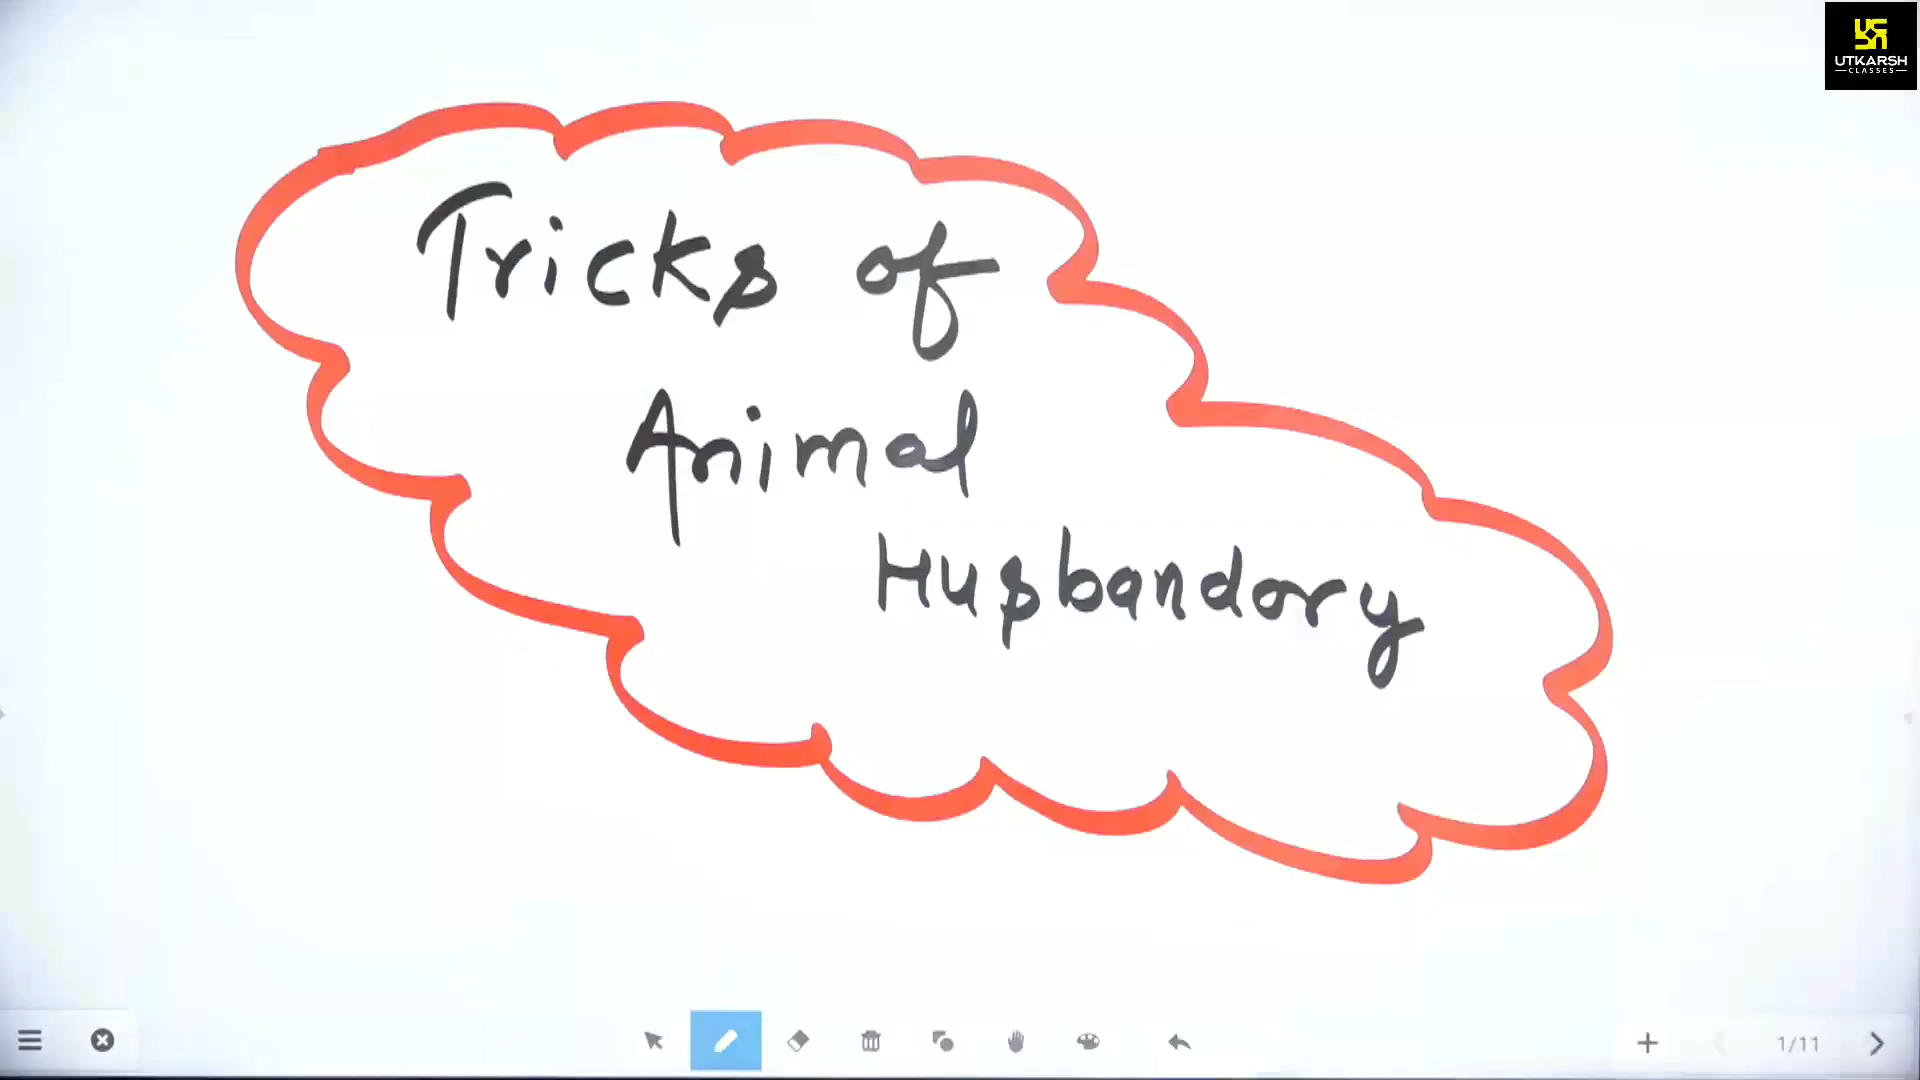 UTKARSH
CLASSES
Tricks of
Animal
Husbandory
1/11